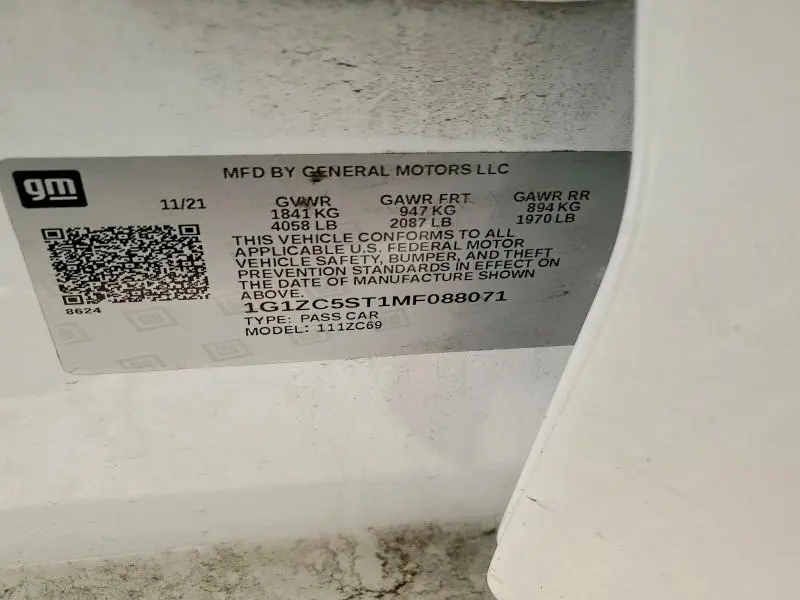 gm
MFD BY GENERAL MOTORS LLC
11/21
GVWR
1841 KG
4058 LB
GAWR FRT
947 KG
2087 LB
GAWR RR
894 KG
1970 LB
THIS VEHICLE CONFORMS TO ALL
APPLICABLE U.S. FEDERAL MOTOR
VEHICLE SAFETY, BUMPER, AND THEFT
PREVENTION STANDARDS IN EFFECT ON
THE DATE OF MANUFACTURE SHOWN
ABOVE.
8624
1G1ZC5ST1MF088071
TYPE: PASS CAR
MODEL: 111ZC69